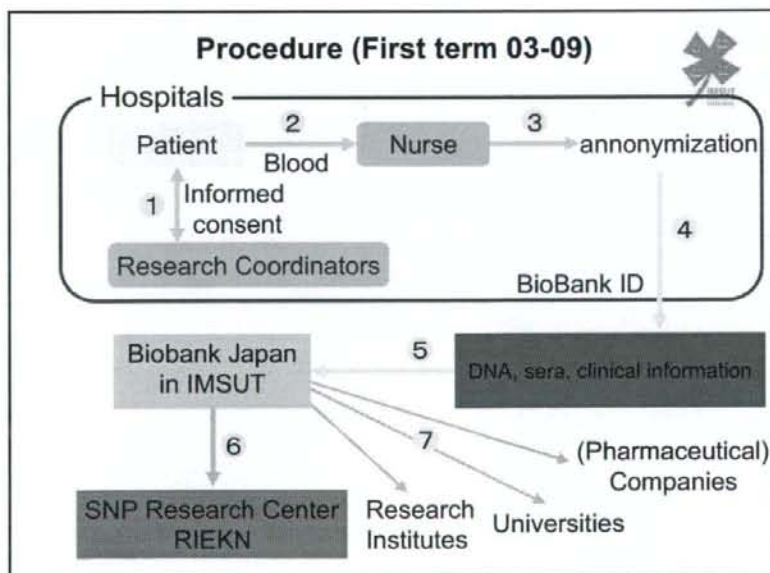 Procedure (First term 03-09)
IMSUT
Hospitals
Patient
2
Blood
Nurse
3
annonymization
1
Informed
consent
4
Research Coordinators
BioBank ID
Biobank Japan
in IMSUT
5
DNA, sera, clinical information
6
7
(Pharmaceutical)
Companies
SNP Research Center
RIEKN
Research
Institutes
Universities